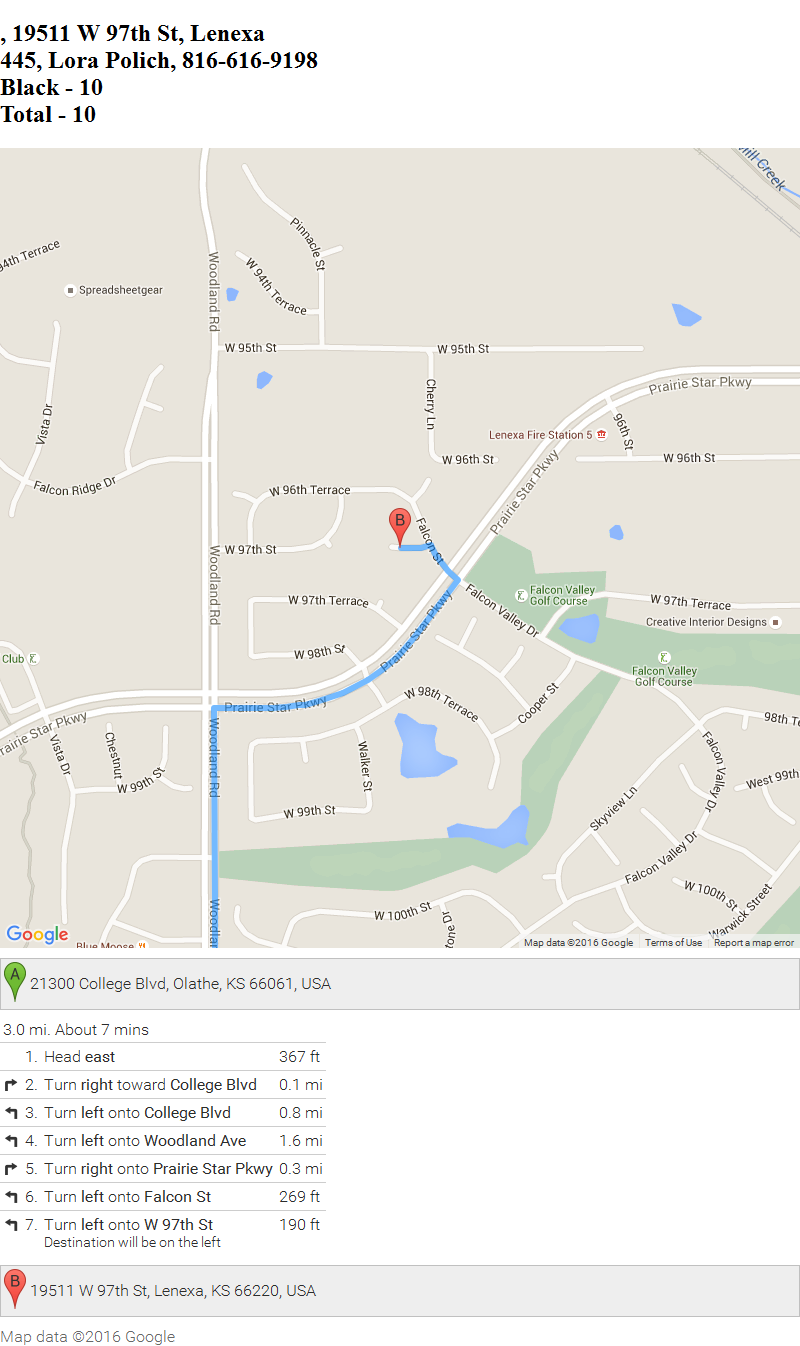 , 19511 W 97th St, Lenexa
445, Lora Polich, 816-616-9198
Black - 10
Total - 10
Mill Creek
Pinnacle St
94th Terrace
W 94th Terrace
Woodland Rd
Spreadsheetgear
W 95th St
W 95th St
Prairie Star Pkwy
Cherry Ln
Vista Dr
96th St
Lenexa Fire Station 5
W 96th St
W 96th St
Falcon Ridge Dr
W 96th Terrace
Prairie Star Pkwy
B
Falcon St
W 97th St
Woodland Rd
Falcon Valley
Golf Course
W 97th Terrace
Falcon Valley Dr
W 97th Terrace
Creative Interior Designs
Prairie Star Pkwy
W 98th St
Club
Falcon Valley
Golf Course
W 98th Terrace
Cooper St
Prairie Star Pkwy
rairie Star Pkwy
98th T
Vista Dr
Chestnut
Woodland Rd
Walker St
Falcon Valley Dr
W 99th St
West 99th
W 99th St
Skyview Ln
Falcon Valley Dr
W 100th St
Warwick Street
W 100th St
Woodlan
Google
Blue Moose
Map data ©2016 Google Terms of Use Report a map error
A 21300 College Blvd, Olathe, KS 66061, USA
3.0 mi. About 7 mins
1. Head east 367 ft
2. Turn right toward College Blvd 0.1 mi
3. Turn left onto College Blvd 0.8 mi
4. Turn left onto Woodland Ave 1.6 mi
5. Turn right onto Prairie Star Pkwy 0.3 mi
6. Turn left onto Falcon St 269 ft
7. Turn left onto W 97th St 190 ft
Destination will be on the left
B 19511 W 97th St, Lenexa, KS 66220, USA
Map data ©2016 Google